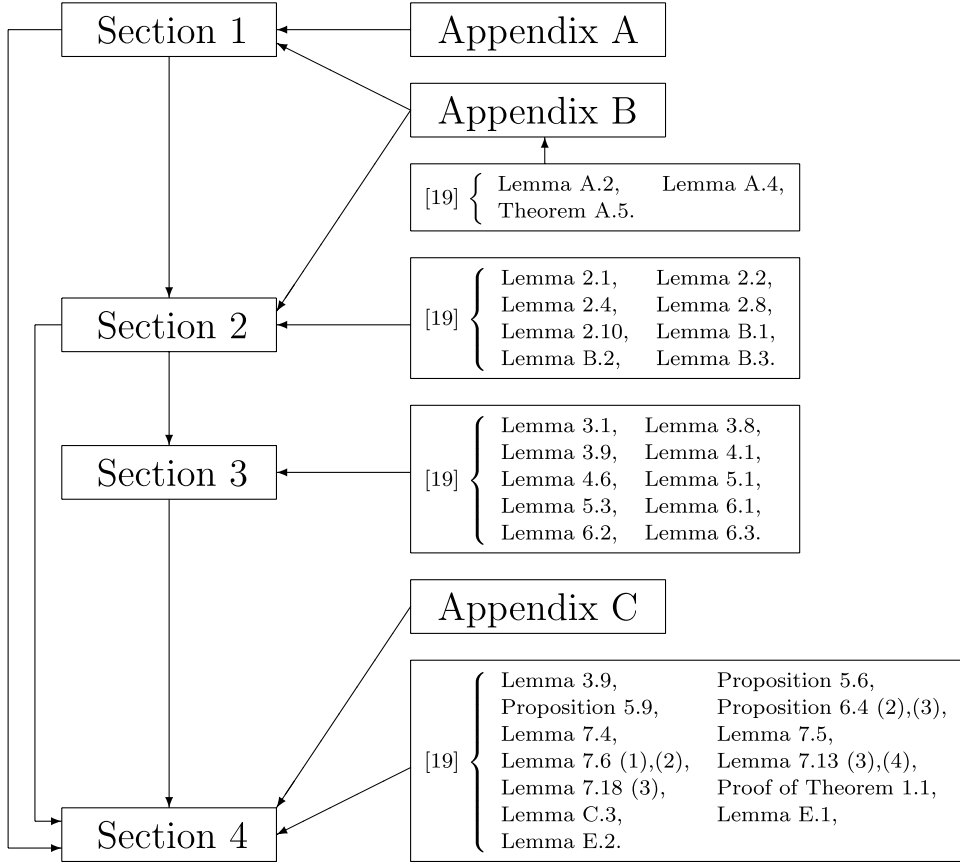 Section 1
Appendix A
Appendix B
[19] { Lemma A.2, Lemma A.4,
Theorem A.5.
Section 2
[19] { Lemma 2.1, Lemma 2.2,
Lemma 2.4, Lemma 2.8,
Lemma 2.10, Lemma B.1,
Lemma B.2, Lemma B.3.
Section 3
[19] { Lemma 3.1, Lemma 3.8,
Lemma 3.9, Lemma 4.1,
Lemma 4.6, Lemma 5.1,
Lemma 5.3, Lemma 6.1,
Lemma 6.2, Lemma 6.3.
Appendix C
Section 4
[19] { Lemma 3.9, Proposition 5.6,
Proposition 5.9, Proposition 6.4 (2),(3),
Lemma 7.4, Lemma 7.5,
Lemma 7.6 (1),(2), Lemma 7.13 (3),(4),
Lemma 7.18 (3), Proof of Theorem 1.1,
Lemma C.3, Lemma E.1,
Lemma E.2.